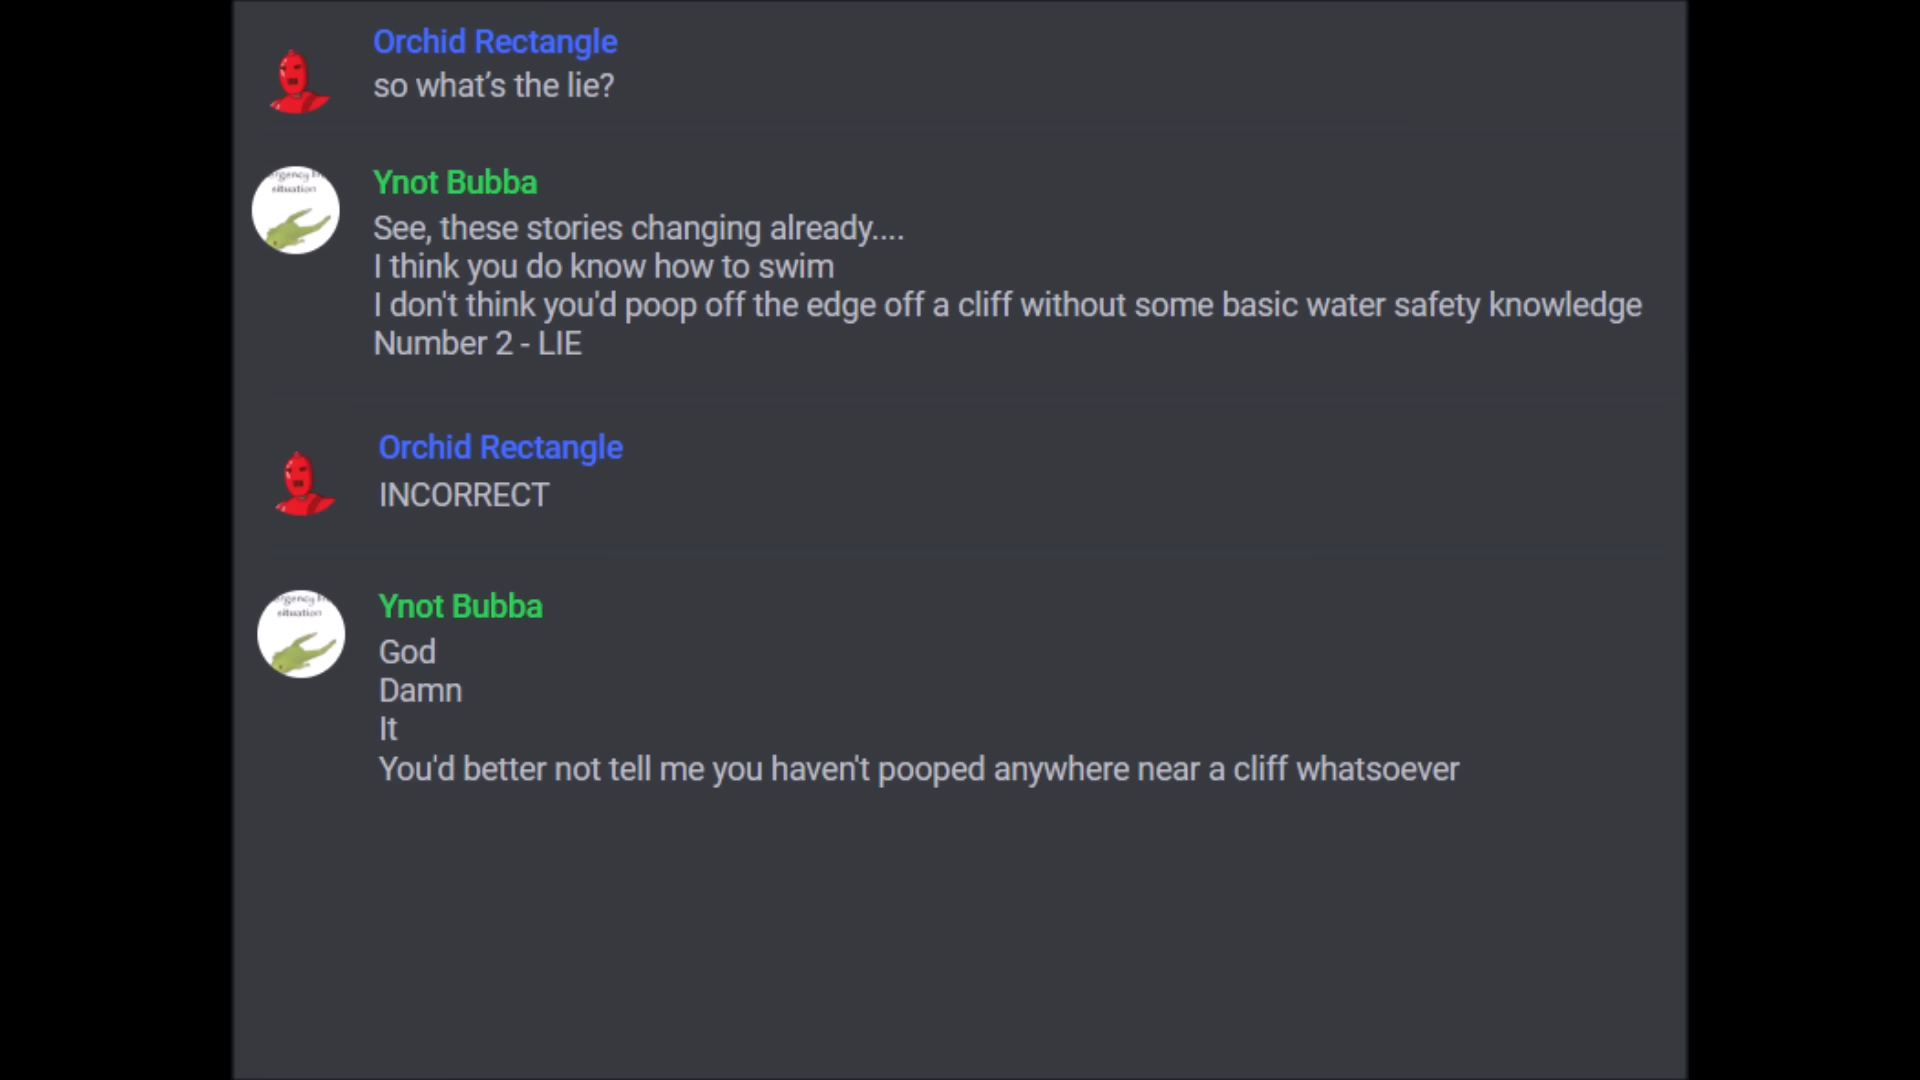 Orchid Rectangle
so what's the lie?
situation
Ynot Bubba
See, these stories changing already....
I think you do know how to swim
I don't think you'd poop off the edge off a cliff without some basic water safety knowledge
Number 2 - LIE
Orchid Rectangle
INCORRECT
situation
Ynot Bubba
God
Damn
It
You'd better not tell me you haven't pooped anywhere near a cliff whatsoever